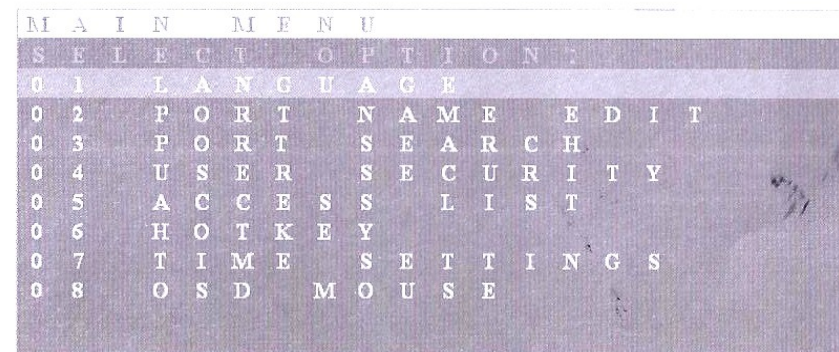 MAIN MENU
SELECT OPTION:
01 LANGUAGE
02 PORT NAME EDIT
03 PORT SEARCH
04 USER SECURITY
05 ACCESS LIST
06 HOTKEY
07 TIME SETTINGS
08 OSD MOUSE